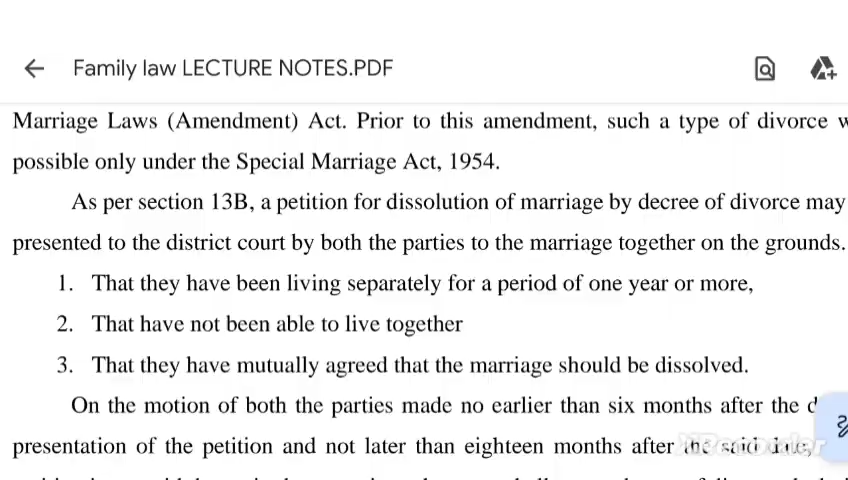 Family law LECTURE NOTES.PDF
Marriage Laws (Amendment) Act. Prior to this amendment, such a type of divorce
possible only under the Special Marriage Act, 1954.
As per section 13B, a petition for dissolution of marriage by decree of divorce may
presented to the district court by both the parties to the marriage together on the grounds.
1. That they have been living separately for a period of one year or more,
2. That have not been able to live together
3. That they have mutually agreed that the marriage should be dissolved.
On the motion of both the parties made no earlier than six months after the
presentation of the petition and not later than eighteen months after the said date,
XRecorder